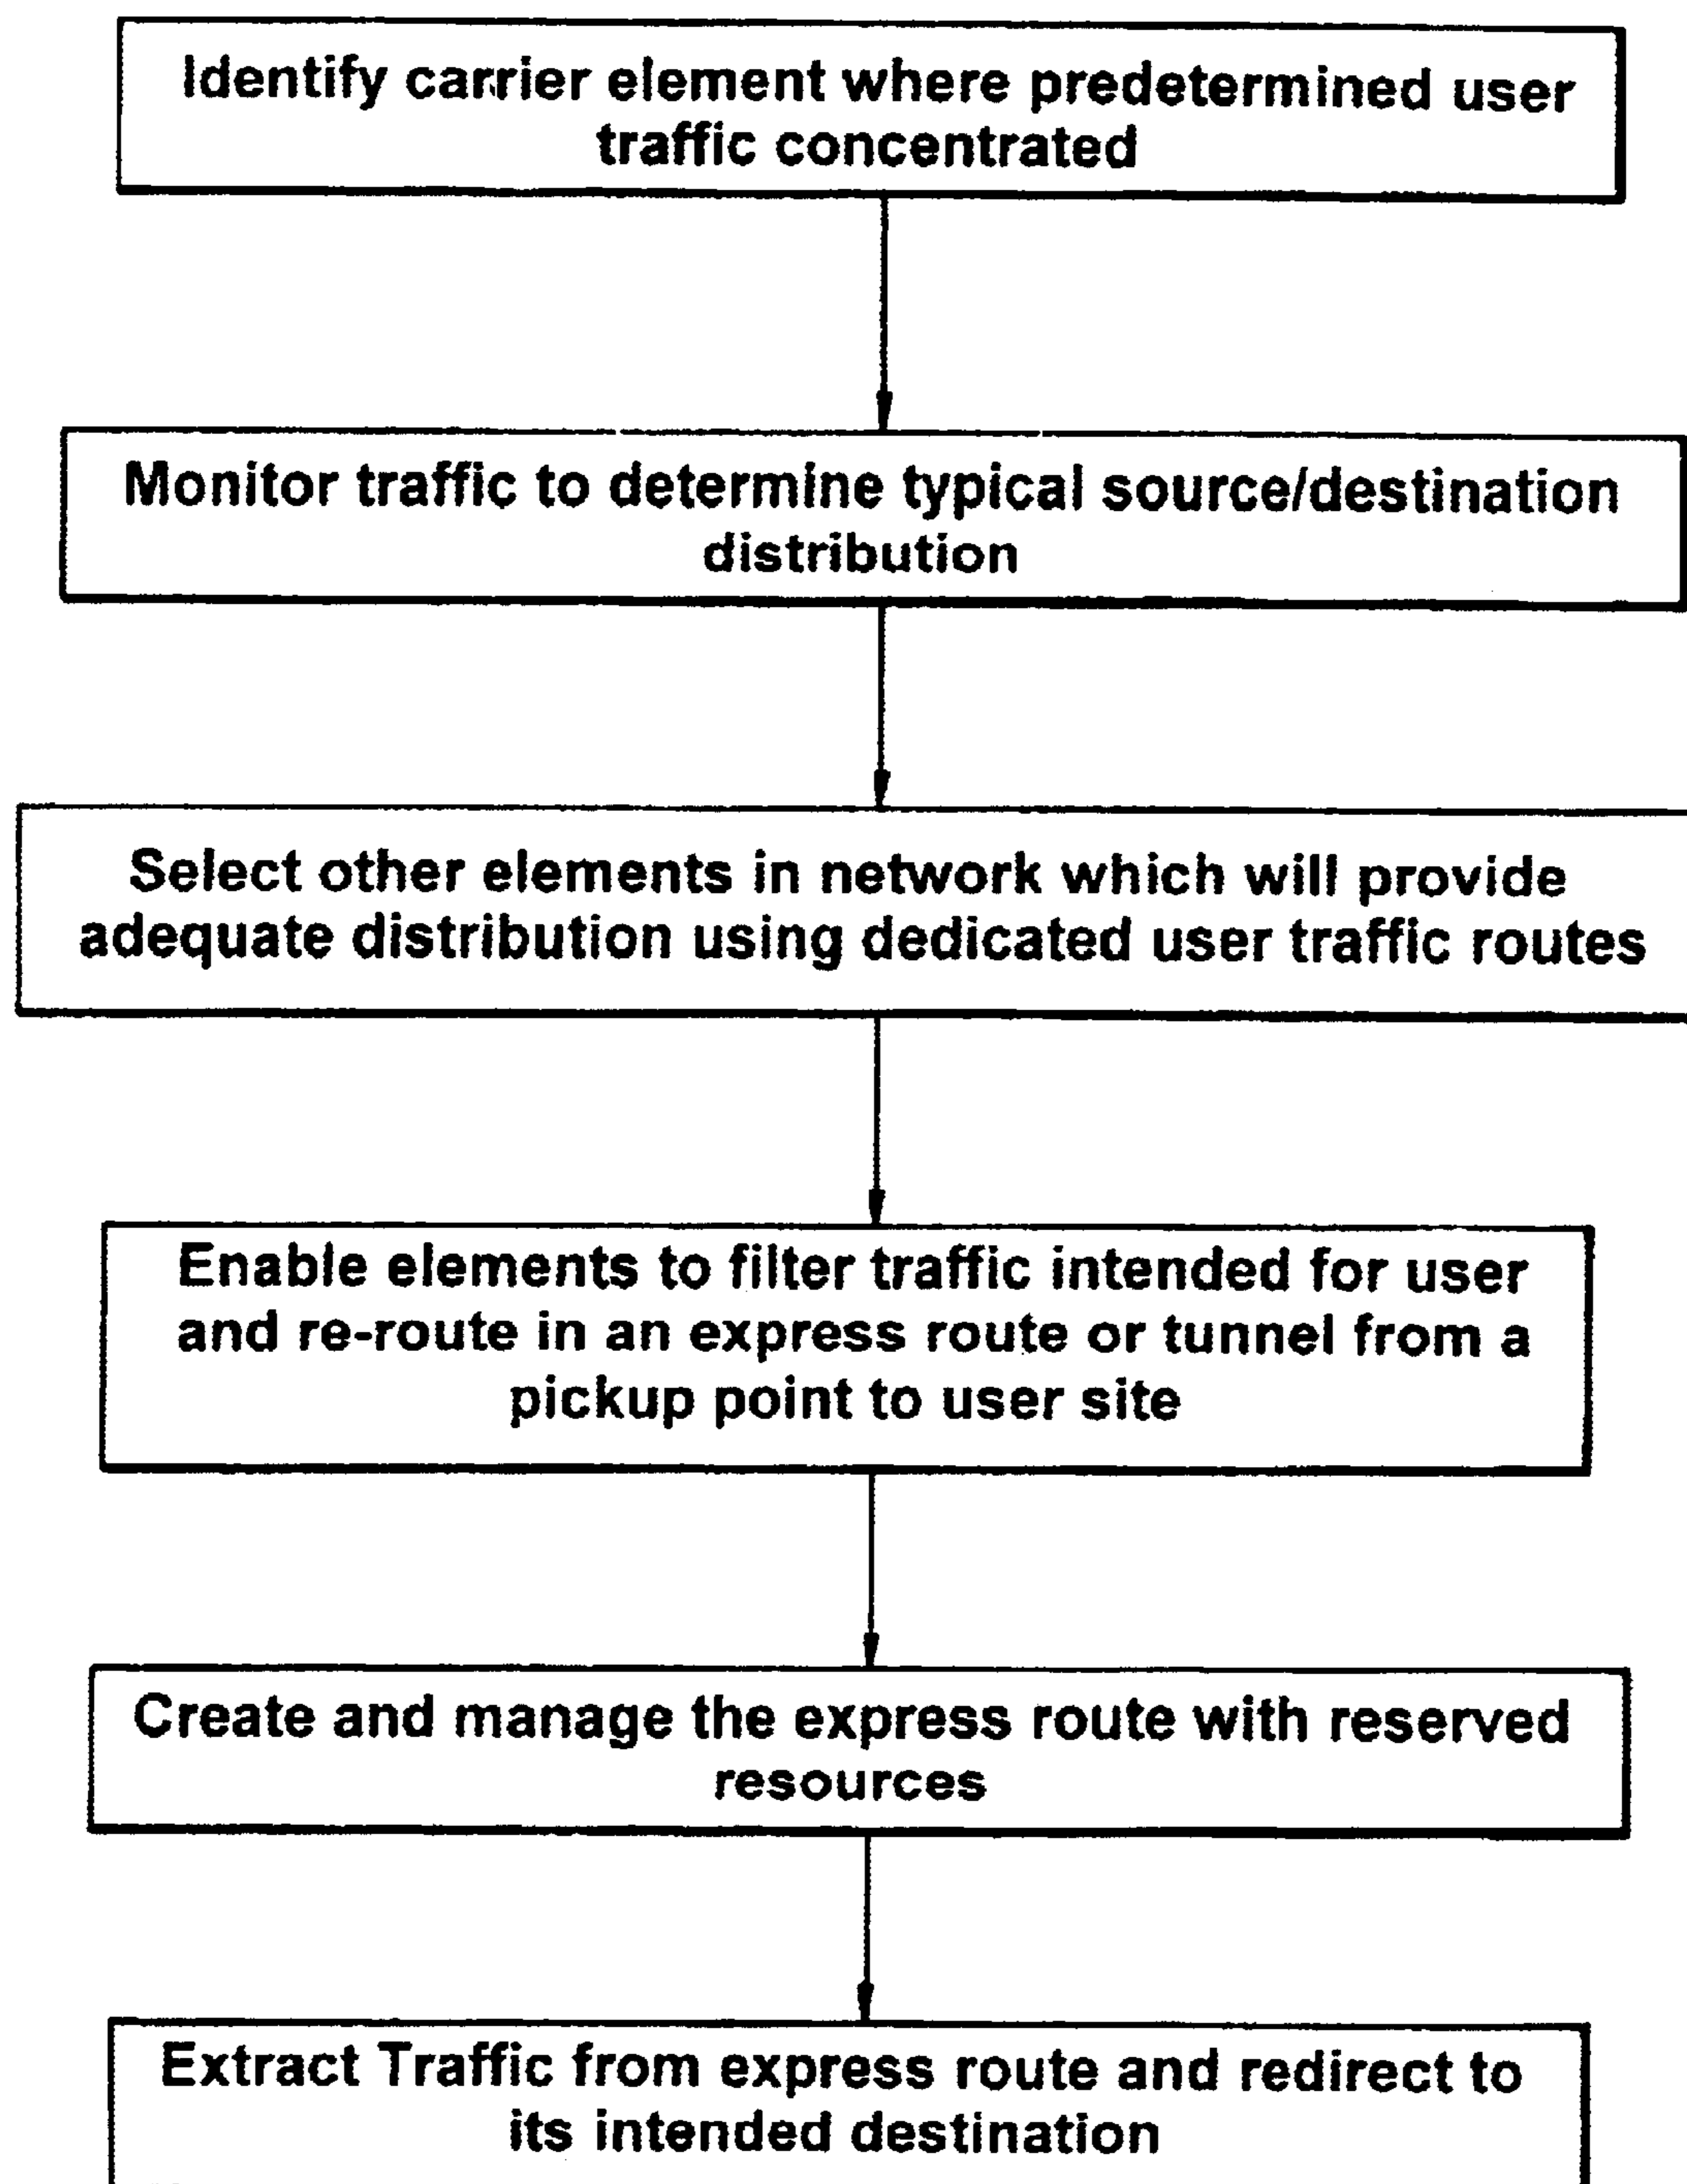 Identify carrier element where predetermined user
traffic concentrated
Monitor traffic to determine typical source/destination
distribution
Select other elements in network which will provide
adequate distribution using dedicated user traffic routes
Enable elements to filter traffic intended for user
and re-route in an express route or tunnel from a
pickup point to user site
Create and manage the express route with reserved
resources
Extract Traffic from express route and redirect to
its intended destination